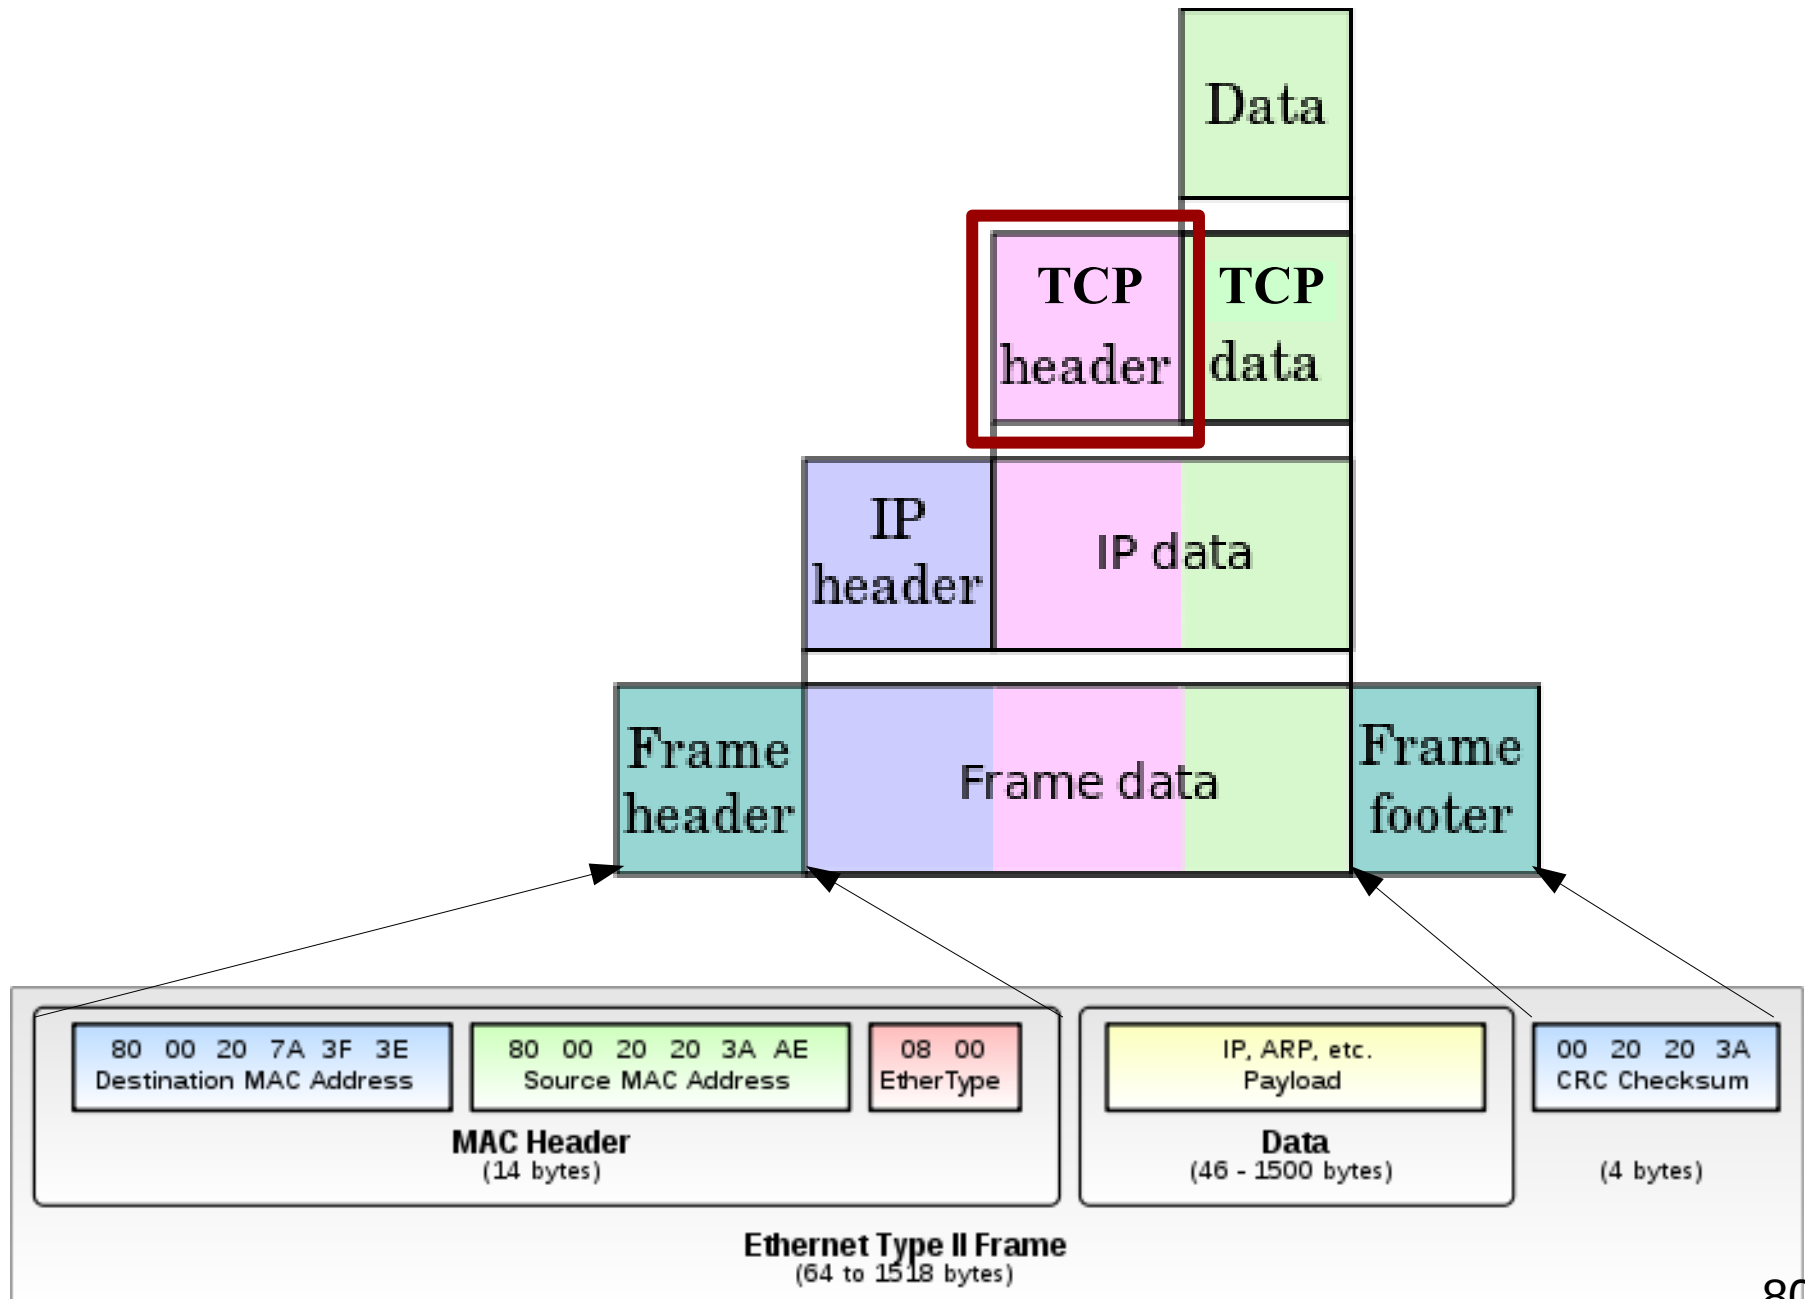 Data
TCP
header
TCP
data
IP
header
IP data
Frame
header
Frame data
Frame
footer
80 00 20 7A 3F 3E
Destination MAC Address
80 00 20 20 3A AE
Source MAC Address
08 00
EtherType
IP, ARP, etc.
Payload
00 20 20 3A
CRC Checksum
MAC Header
(14 bytes)
Data
(46 - 1500 bytes)
(4 bytes)
Ethernet Type II Frame
(64 to 1518 bytes)
80